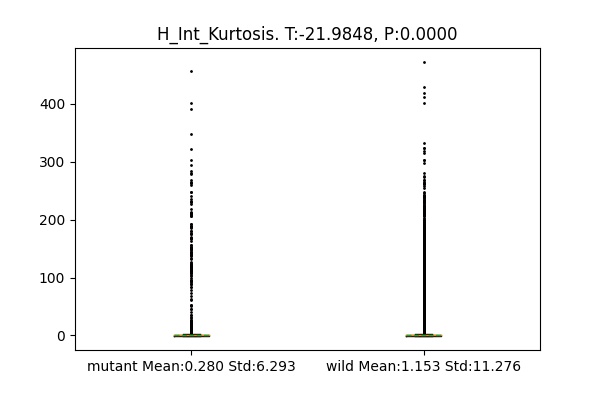 H_Int_Kurtosis. T:-21.9848, P:0.0000
400
300
200
100
0
mutant Mean:0.280 Std:6.293
wild Mean:1.153 Std:11.276